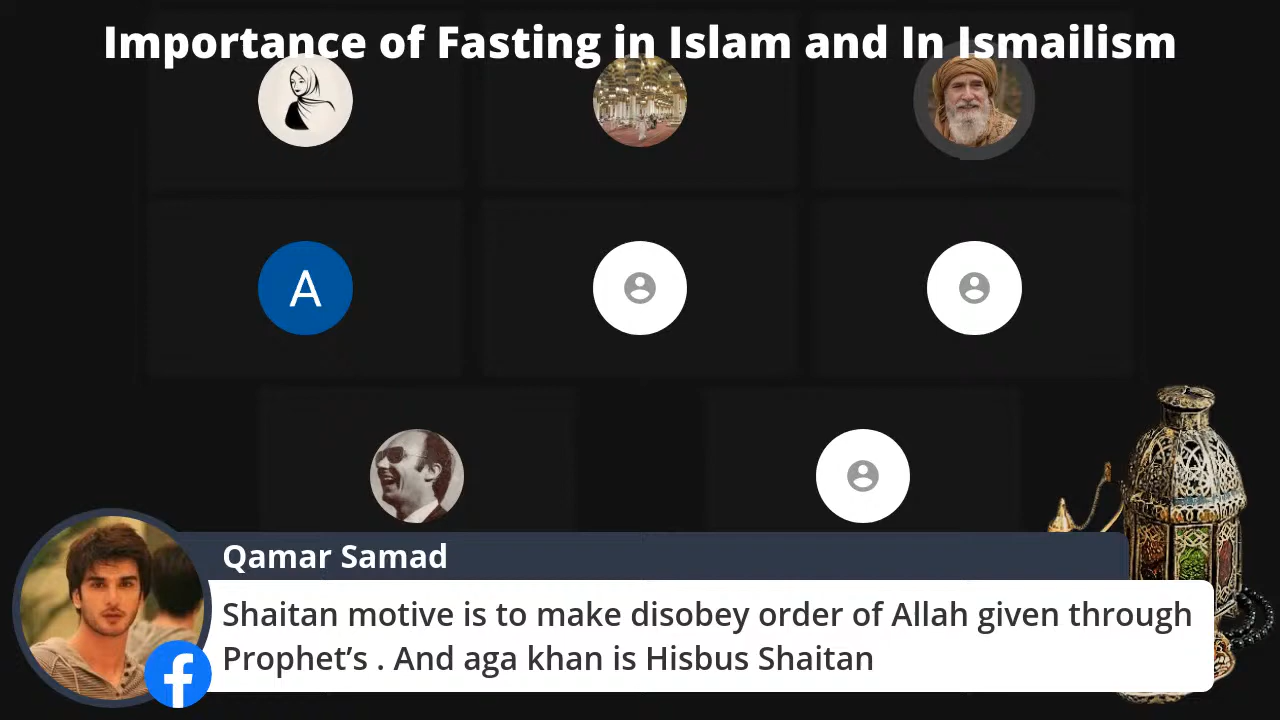 Importance of Fasting in Islam and In Ismailism
A
Qamar Samad
Shaitan motive is to make disobey order of Allah given through
Prophet’s . And aga khan is Hisbus Shaitan